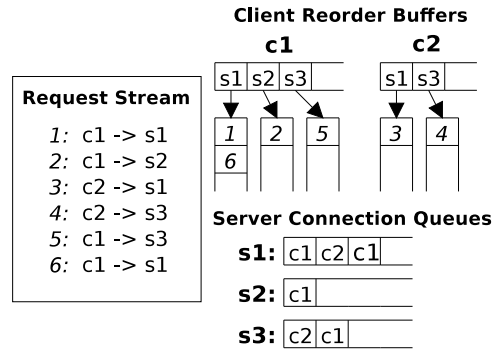 Client Reorder Buffers
c1 c2
s1 s2 s3 s1 s3
Request Stream
1: c1 -> s1
2: c1 -> s2
3: c2 -> s1
4: c2 -> s3
5: c1 -> s3
6: c1 -> s1
1 2 5 3 4
6
Server Connection Queues
s1: c1 c2 c1
s2: c1
s3: c2 c1